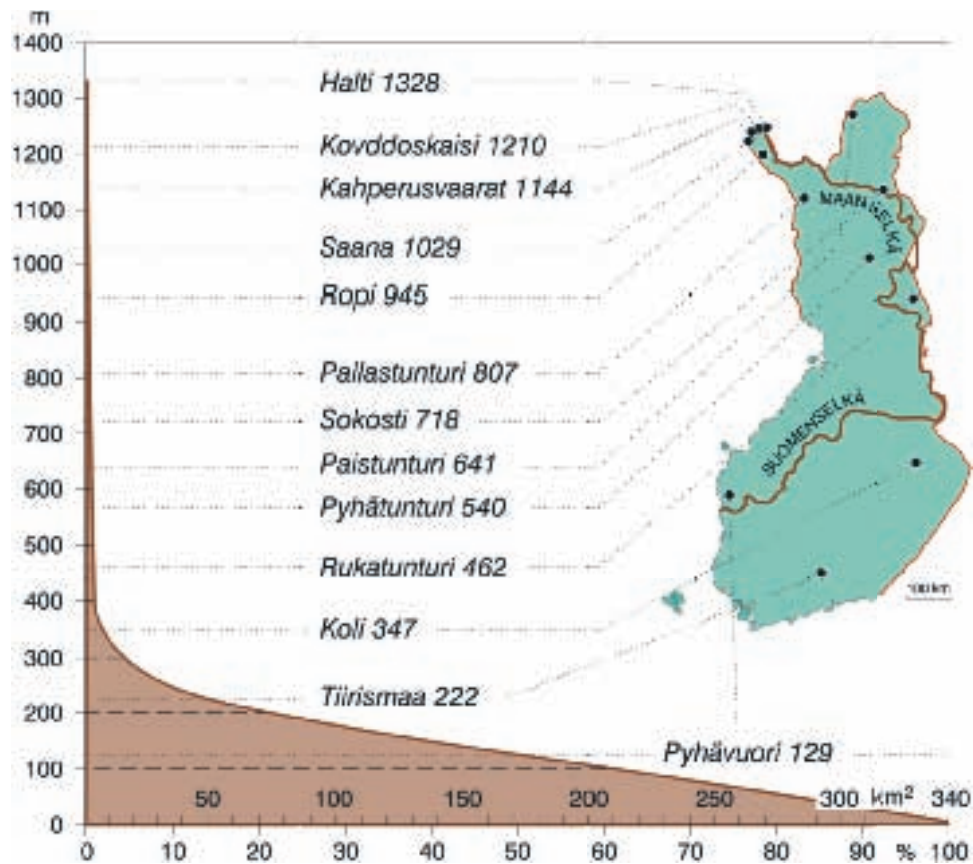 m
1400
1300
1200
1100
1000
900
800
700
600
500
400
300
200
100
0
Halti 1328
Kovddoskaisi 1210
Kahperusvaarat 1144
Saana 1029
Ropi 945
Pallastunturi 807
Sokosti 718
Paistunturi 641
Pyhätunturi 540
Rukatunturi 462
Koli 347
Tiirismaa 222
Pyhävuori 129
MAANSELKÄ
SUOMENSELKÄ
100 km
50 100 150 200 250 300 km² 340
0 10 20 30 40 50 60 70 80 90 % 100